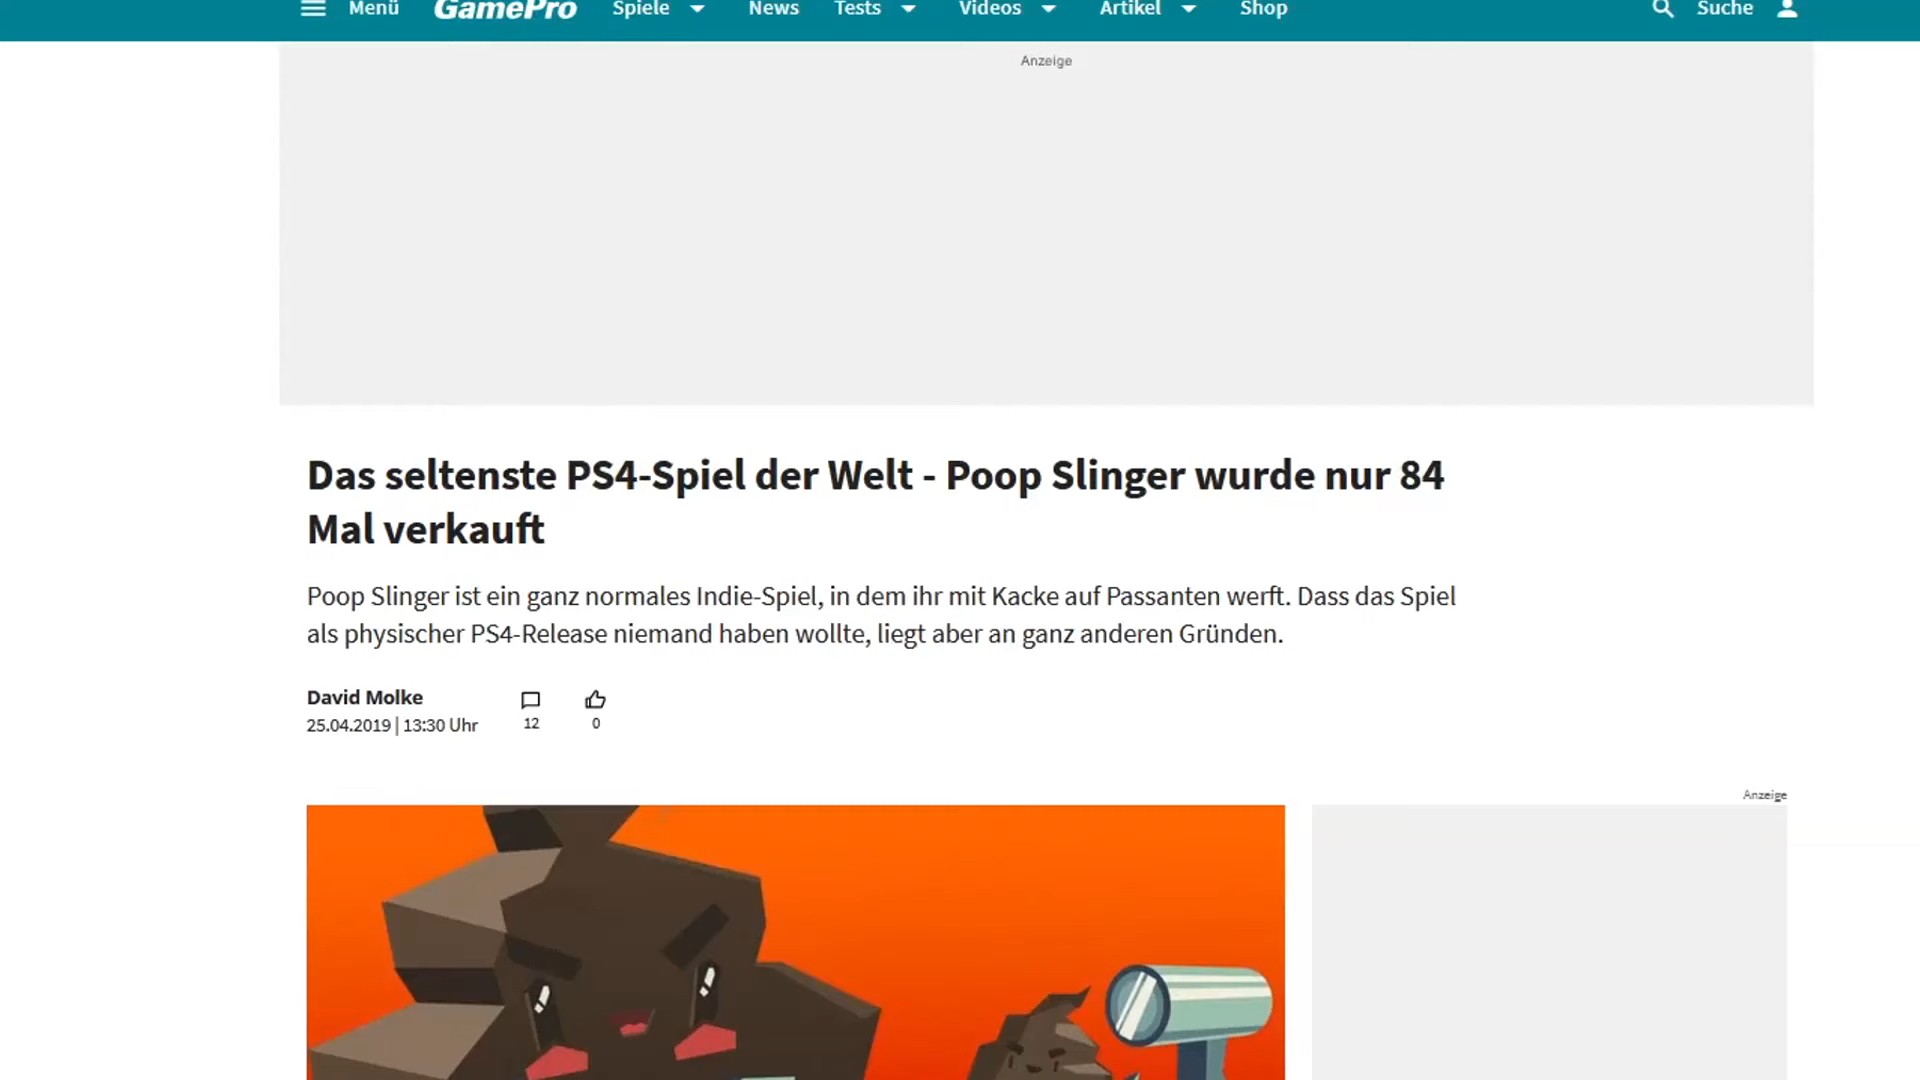 Menü GamePro Spiele News Tests Videos Artikel Shop Suche
Anzeige
Das seltenste PS4-Spiel der Welt - Poop Slinger wurde nur 84
Mal verkauft
Poop Slinger ist ein ganz normales Indie-Spiel, in dem ihr mit Kacke auf Passanten werft. Dass das Spiel
als physischer PS4-Release niemand haben wollte, liegt aber an ganz anderen Gründen.
David Molke
25.04.2019 | 13:30 Uhr
12
0
Anzeige